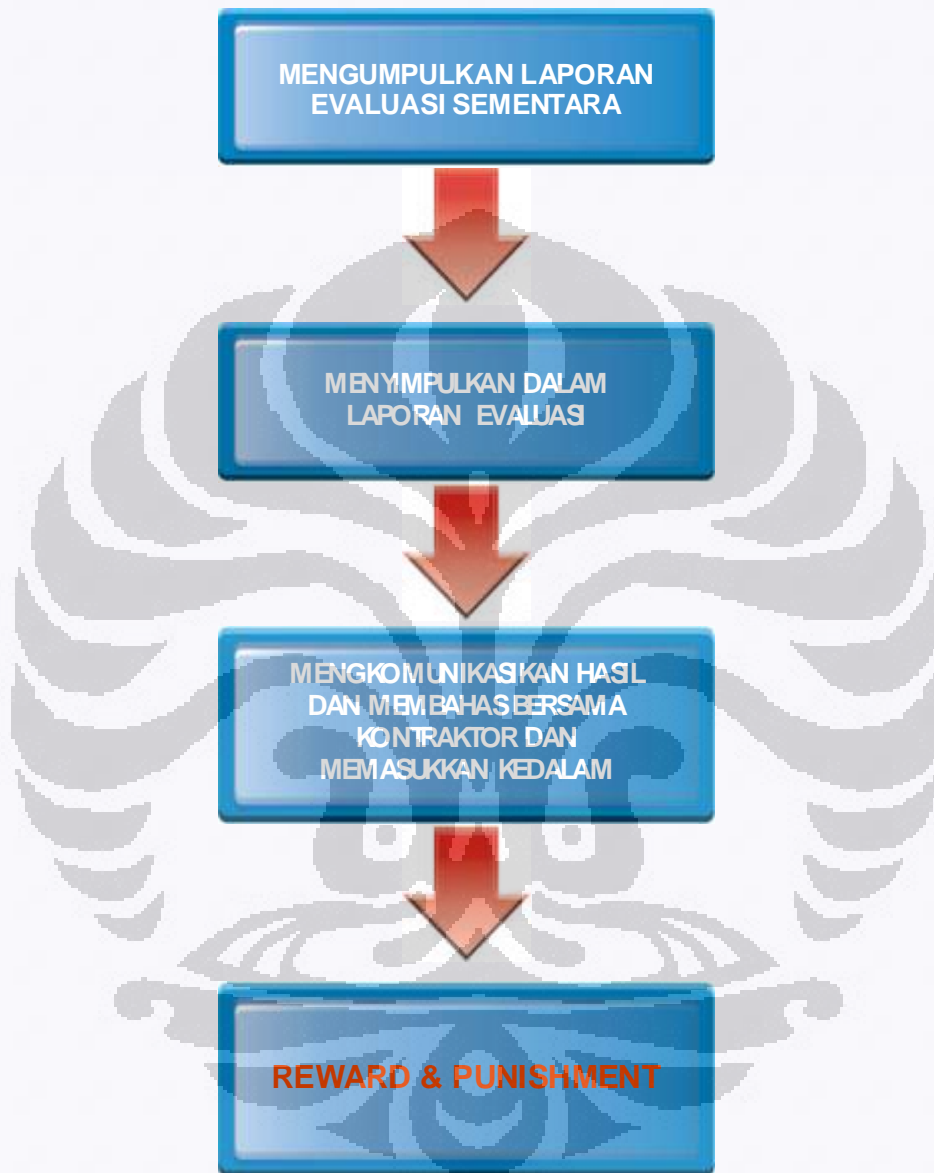 MENGUMPULKAN LAPORAN
EVALUASI SEMENTARA
MENYIMPULKAN DALAM
LAPORAN EVALUASI
MENGKOMUNIKASIKAN HASIL
DAN MEMBAHAS BERSAMA
KONTRAKTOR DAN
MEMASUKKAN KEDALAM
REWARD & PUNISHMENT